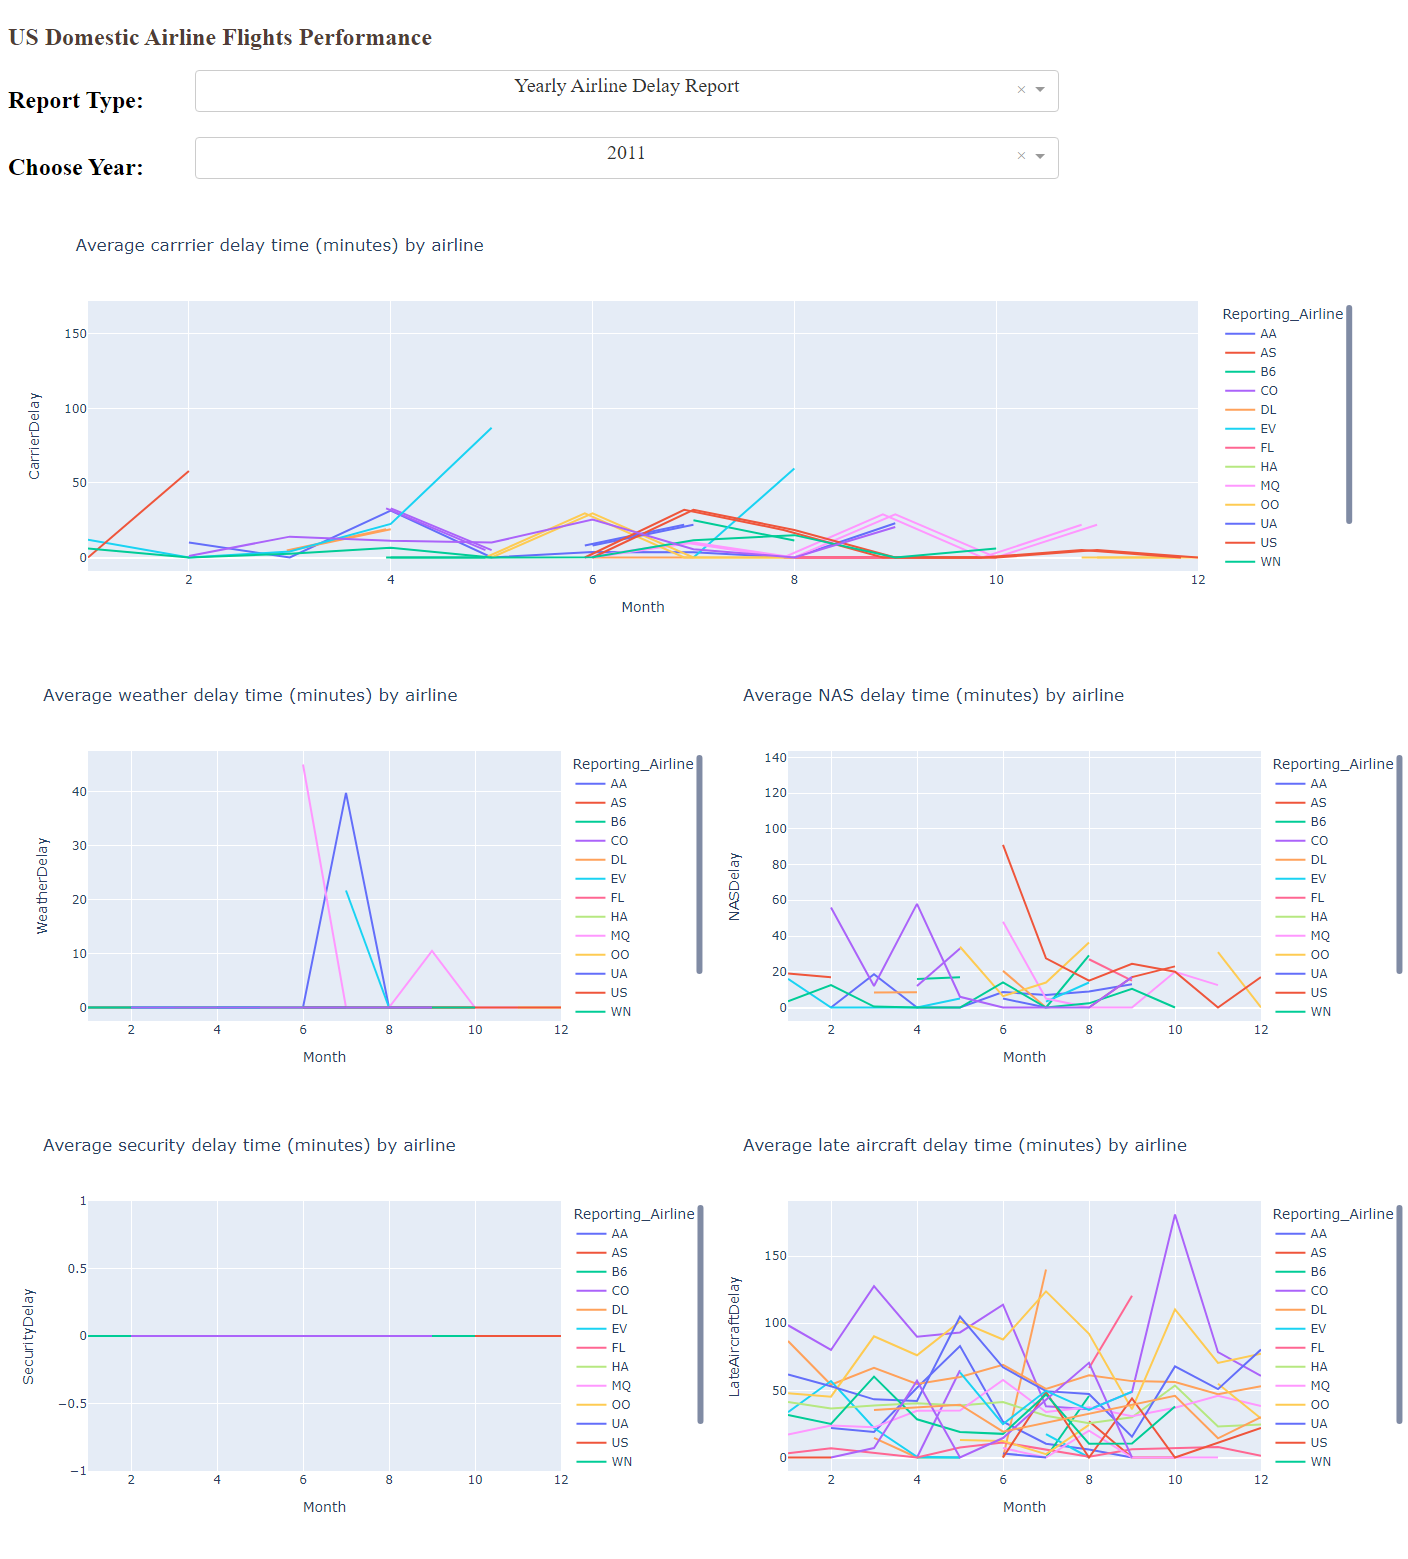 US Domestic Airline Flights Performance
Report Type:
Yearly Airline Delay Report
×
Choose Year:
2011
×
Average carrrier delay time (minutes) by airline
CarrierDelay
150
100
50
0
2 4 6 8 10 12
Month
Reporting_Airline
AA
AS
B6
CO
DL
EV
FL
HA
MQ
OO
UA
US
WN
Average weather delay time (minutes) by airline
WeatherDelay
40
30
20
10
0
2 4 6 8 10 12
Month
Reporting_Airline
AA
AS
B6
CO
DL
EV
FL
HA
MQ
OO
UA
US
WN
Average NAS delay time (minutes) by airline
NASDelay
140
120
100
80
60
40
20
0
2 4 6 8 10 12
Month
Reporting_Airline
AA
AS
B6
CO
DL
EV
FL
HA
MQ
OO
UA
US
WN
Average security delay time (minutes) by airline
SecurityDelay
1
0.5
0
−0.5
−1
2 4 6 8 10 12
Month
Reporting_Airline
AA
AS
B6
CO
DL
EV
FL
HA
MQ
OO
UA
US
WN
Average late aircraft delay time (minutes) by airline
LateAircraftDelay
150
100
50
0
2 4 6 8 10 12
Month
Reporting_Airline
AA
AS
B6
CO
DL
EV
FL
HA
MQ
OO
UA
US
WN